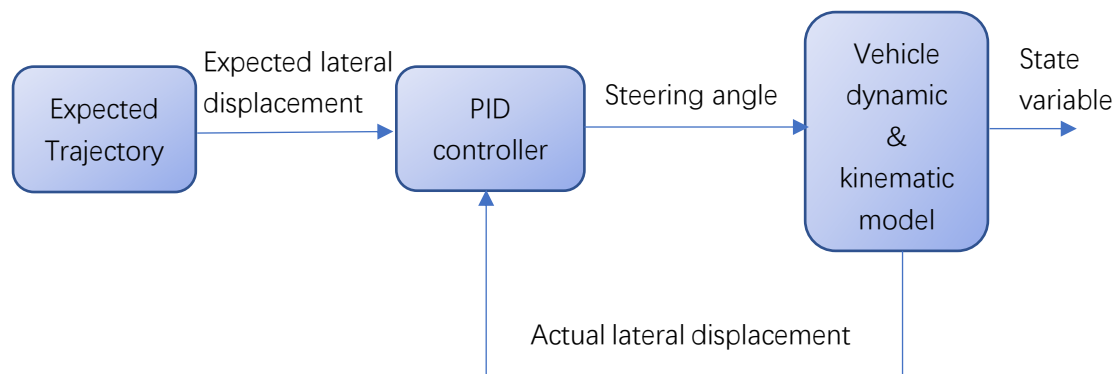 Expected
Trajectory
Expected lateral
displacement
PID
controller
Steering angle
Vehicle
dynamic
&
kinematic
model
State
variable
Actual lateral displacement